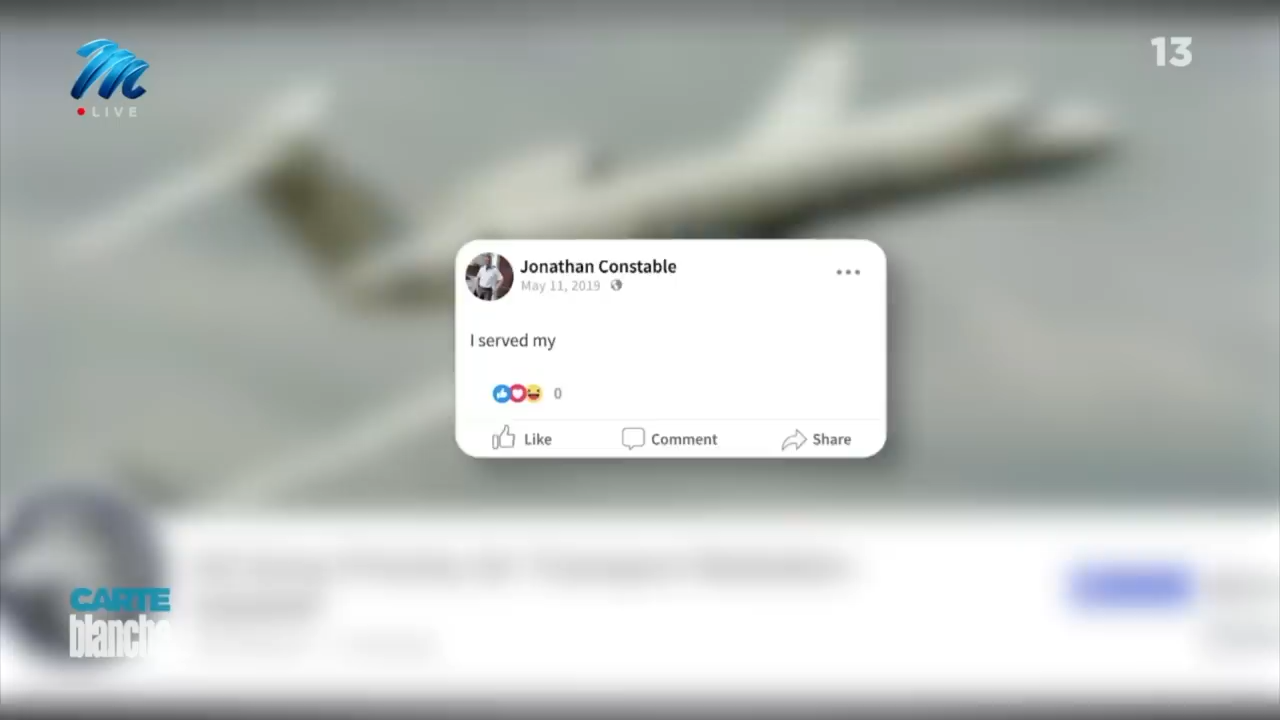 LIVE
13
Jonathan Constable
May 11, 2019
I served my
0
Like
Comment
Share
CARTE
blanche